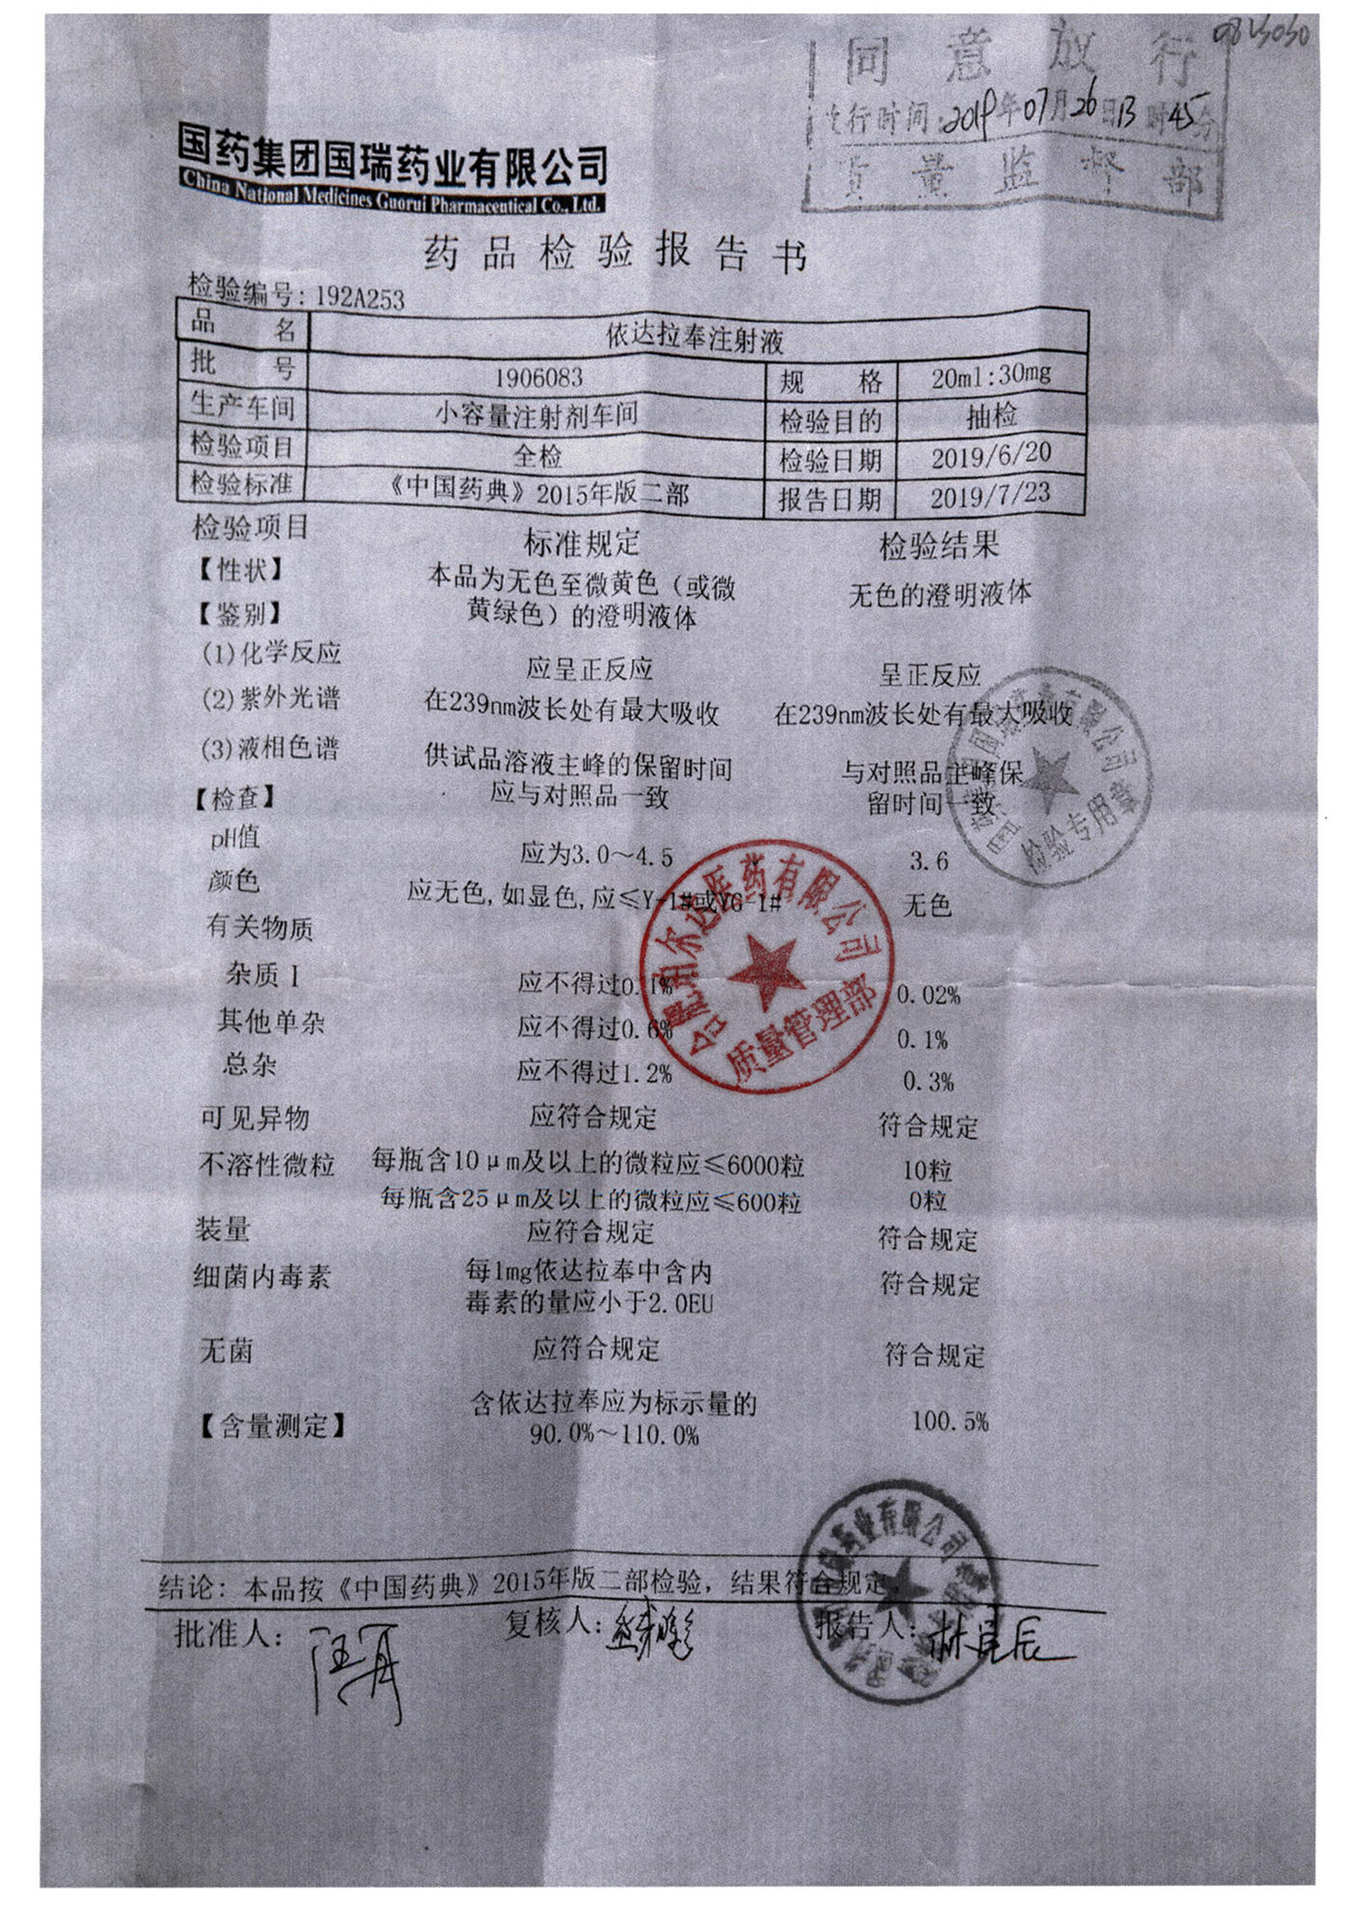 同意放行
放行时间:2019年07月26日13时45分
质量监督部
国药集团国瑞药业有限公司
China National Medicines Guorui Pharmaceutical Co., Ltd.
药品检验报告书
检验编号:192A253
品名 依达拉奉注射液
批号 1906083 规格 20ml:30mg
生产车间 小容量注射剂车间 检验目的 抽检
检验项目 全检 检验日期 2019/6/20
检验标准 《中国药典》2015年版二部 报告日期 2019/7/23
检验项目 标准规定 检验结果
【性状】 本品为无色至微黄色（或微 无色的澄明液体
黄绿色）的澄明液体
【鉴别】
(1)化学反应 应呈正反应 呈正反应
(2)紫外光谱 在239nm波长处有最大吸收 在239nm波长处有最大吸收
(3)液相色谱 供试品溶液主峰的保留时间 与对照品主峰保
应与对照品一致 留时间一致
【检查】
pH值 应为3.0～4.5 3.6
颜色 应无色,如显色,应≤Y-1#或YG-1# 无色
有关物质
杂质Ⅰ 应不得过0.1% 0.02%
其他单杂 应不得过0.6% 0.1%
总杂 应不得过1.2% 0.3%
可见异物 应符合规定 符合规定
不溶性微粒 每瓶含10μm及以上的微粒应≤6000粒 10粒
每瓶含25μm及以上的微粒应≤600粒 0粒
装量 应符合规定 符合规定
细菌内毒素 每1mg依达拉奉中含内 符合规定
毒素的量应小于2.0EU
无菌 应符合规定 符合规定
【含量测定】 含依达拉奉应为标示量的 100.5%
90.0%～110.0%
检验专用章
质量管理部
结论：本品按《中国药典》2015年版二部检验，结果符合规定。
批准人： 复核人： 报告人：